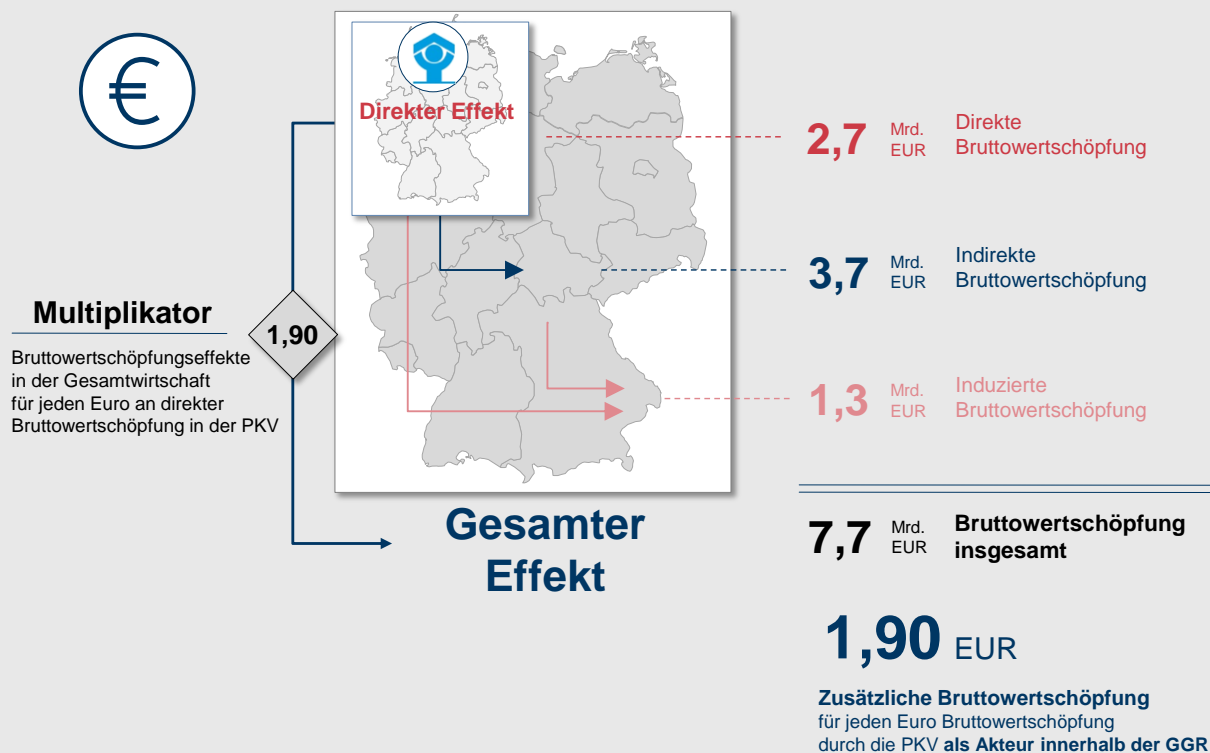 €
Direkter Effekt
2,7 Mrd. EUR Direkte
Bruttowertschöpfung
3,7 Mrd. EUR Indirekte
Bruttowertschöpfung
Multiplikator
1,90
Bruttowertschöpfungseffekte
in der Gesamtwirtschaft
für jeden Euro an direkter
Bruttowertschöpfung in der PKV
1,3 Mrd. EUR Induzierte
Bruttowertschöpfung
Gesamter
Effekt
7,7 Mrd. EUR Bruttowertschöpfung
insgesamt
1,90 EUR
Zusätzliche Bruttowertschöpfung
für jeden Euro Bruttowertschöpfung
durch die PKV als Akteur innerhalb der GGR